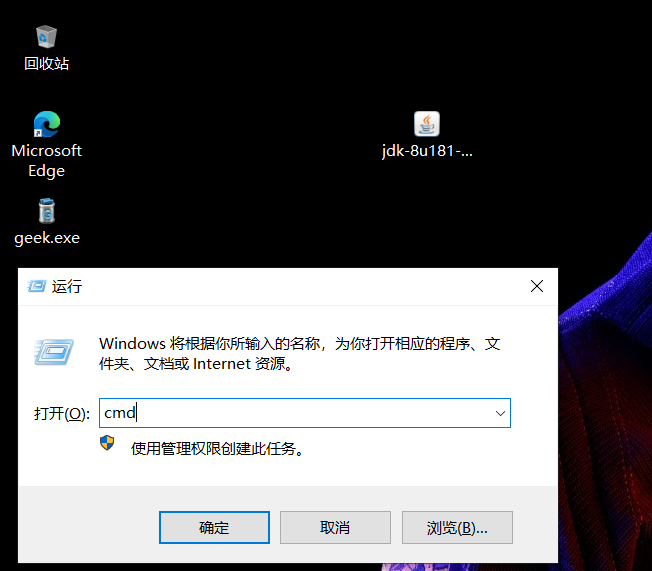 回收站
Microsoft
Edge
jdk-8u181-...
geek.exe
运行
Windows 将根据你所输入的名称，为你打开相应的程序、文
件夹、文档或 Internet 资源。
打开(O):
cmd
使用管理权限创建此任务。
确定
取消
浏览(B)...